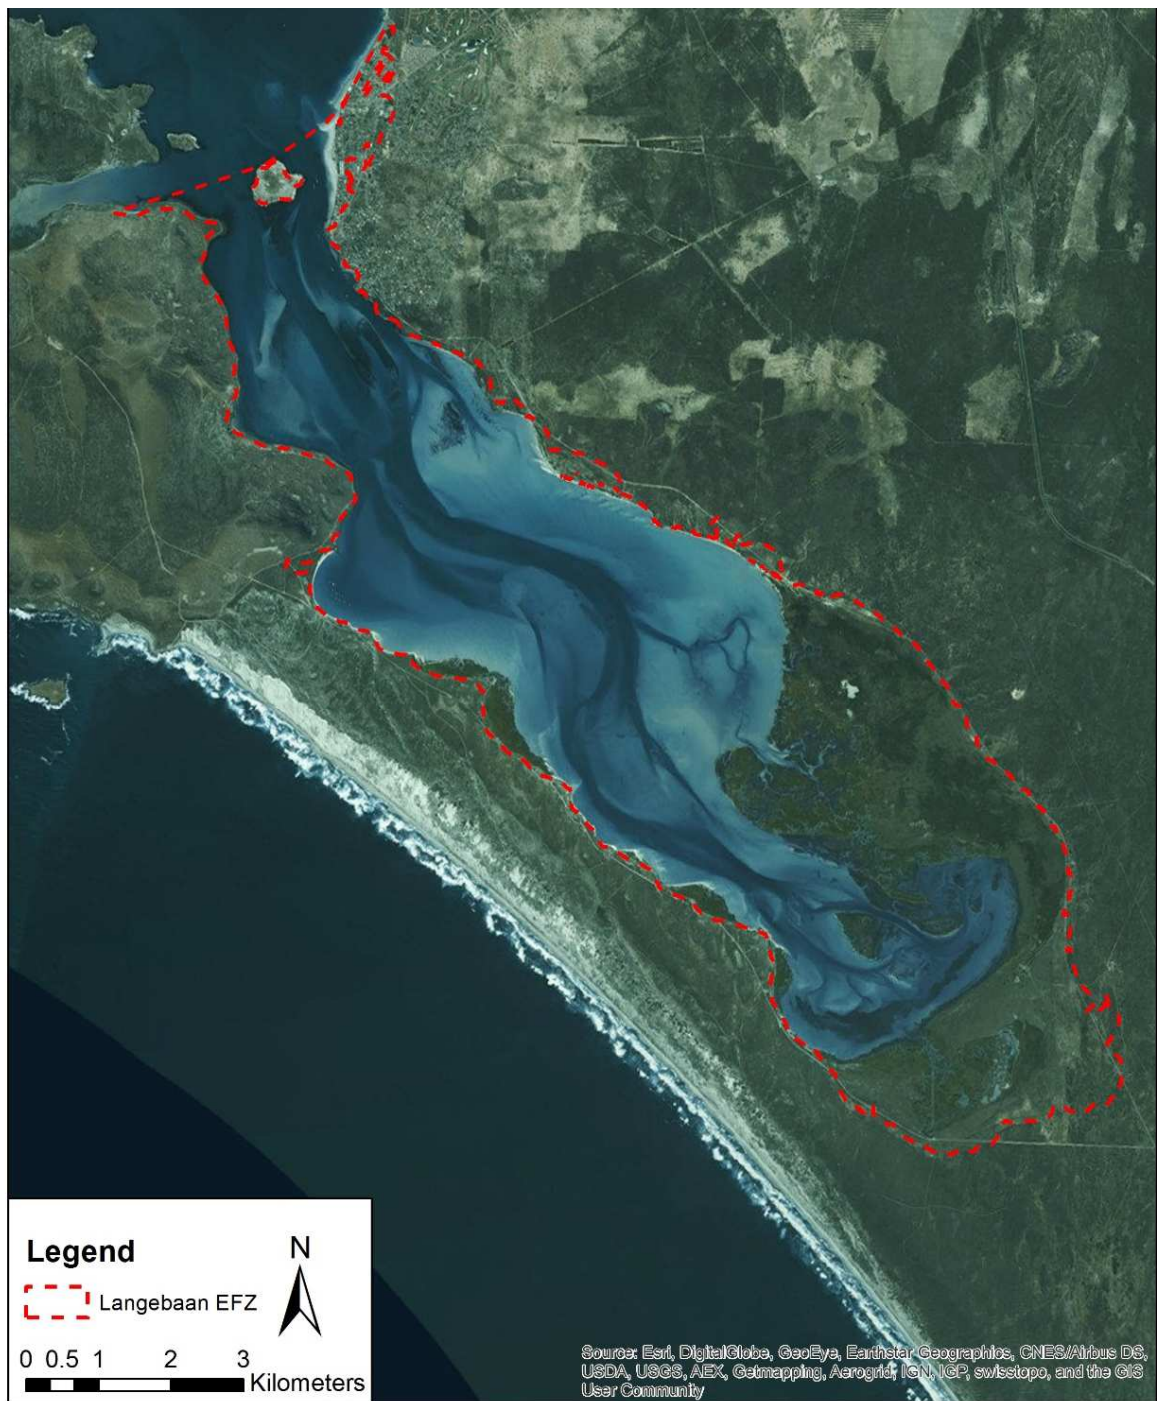 Legend
N
Langebaan EFZ
0 0.5 1 2 3
Kilometers
Source: Esri, DigitalGlobe, GeoEye, Earthstar Geographics, CNES/Airbus DS,
USDA, USGS, AEX, Getmapping, Aerogrid, IGN, IGP, swisstopo, and the GIS
User Community